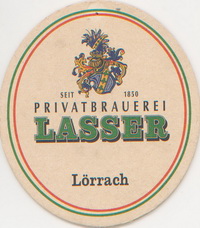 SEIT 1850
PRIVATBRAUEREI
LASSER
Lörrach